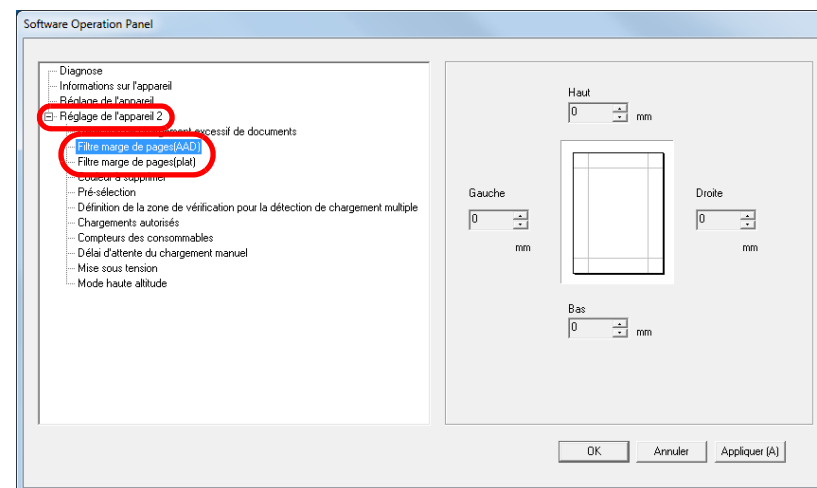 Software Operation Panel
Diagnose
Informations sur l'appareil
Réglage de l'appareil
Réglage de l'appareil 2
excessif de documents
Filtre marge de pages(AAD)
Filtre marge de pages(plat)
Couleur à supprimer
Pré-sélection
Définition de la zone de vérification pour la détection de chargement multiple
Chargements autorisés
Compteurs des consommables
Délai d'attente du chargement manuel
Mise sous tension
Mode haute altitude
Haut
0 mm
Gauche
0
mm
Droite
0
mm
Bas
0 mm
OK Annuler Appliquer (A)